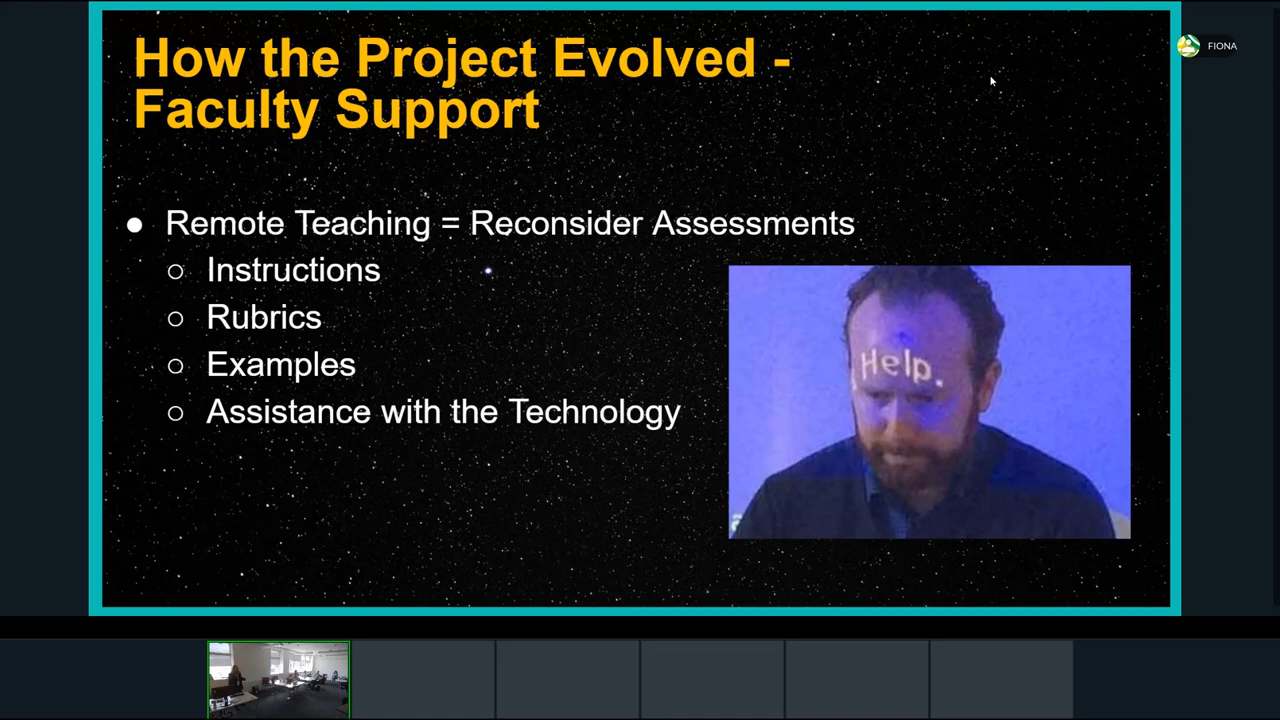 How the Project Evolved -
Faculty Support
FIONA
● Remote Teaching = Reconsider Assessments
○ Instructions
○ Rubrics
○ Examples
○ Assistance with the Technology
Help.